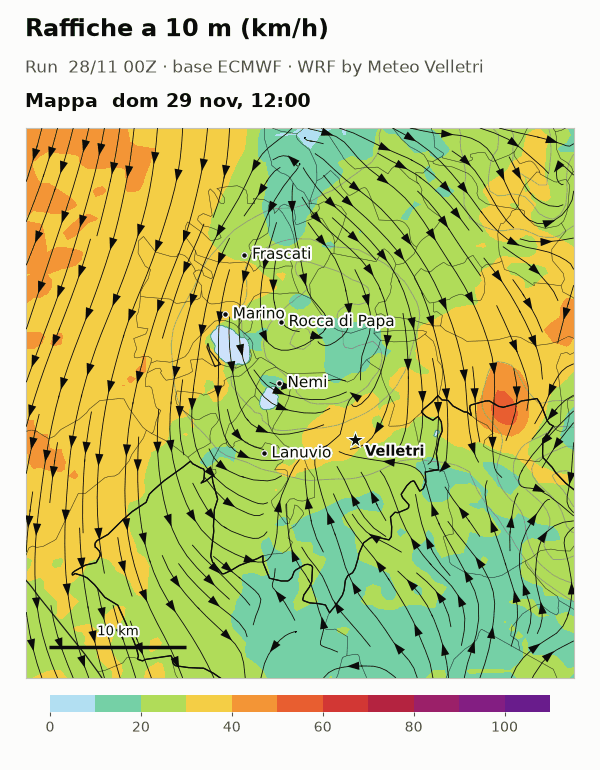 Raffiche a 10 m (km/h)
Run  28/11 00Z · base ECMWF · WRF by Meteo Velletri
Mappa  dom 29 nov, 12:00
Frascati
Marino
Rocca di Papa
Nemi
Velletri
Lanuvio
10 km
0 20 40 60 80 100